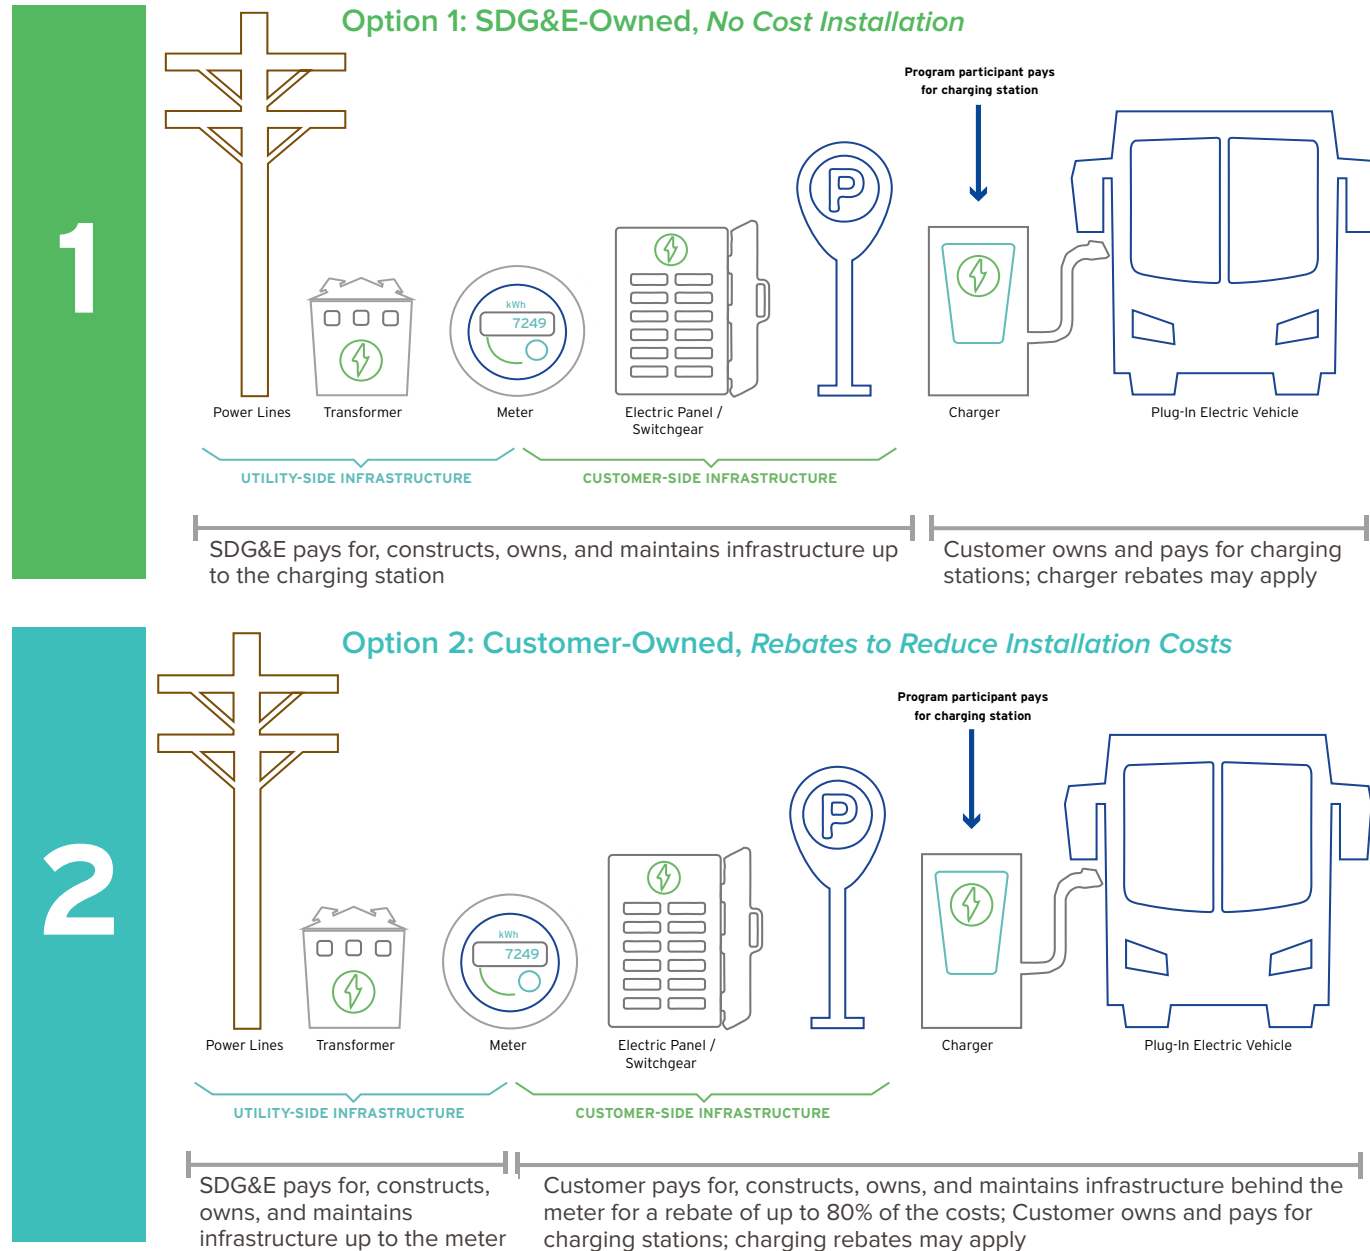 1
Option 1: SDG&E-Owned, No Cost Installation
Program participant pays
for charging station
P
kWh
7249
Power Lines
Transformer
Meter
Electric Panel /
Switchgear
Charger
Plug-In Electric Vehicle
UTILITY-SIDE INFRASTRUCTURE
CUSTOMER-SIDE INFRASTRUCTURE
SDG&E pays for, constructs, owns, and maintains infrastructure up
to the charging station
Customer owns and pays for charging
stations; charger rebates may apply
2
Option 2: Customer-Owned, Rebates to Reduce Installation Costs
Program participant pays
for charging station
P
kWh
7249
Power Lines
Transformer
Meter
Electric Panel /
Switchgear
Charger
Plug-In Electric Vehicle
UTILITY-SIDE INFRASTRUCTURE
CUSTOMER-SIDE INFRASTRUCTURE
SDG&E pays for, constructs,
owns, and maintains
infrastructure up to the meter
Customer pays for, constructs, owns, and maintains infrastructure behind the
meter for a rebate of up to 80% of the costs; Customer owns and pays for
charging stations; charging rebates may apply